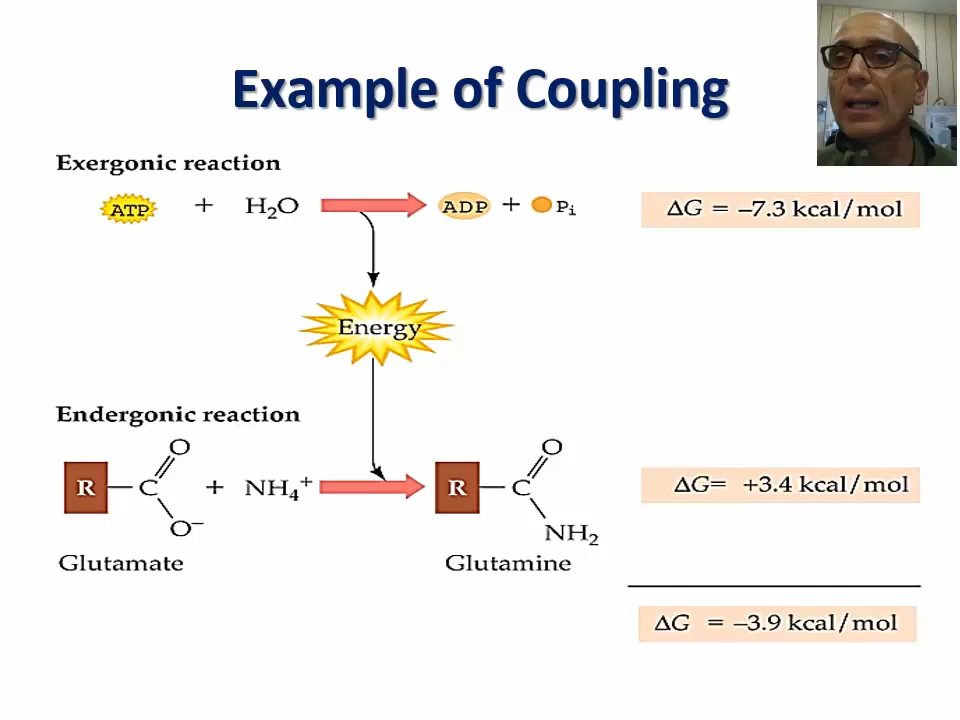 Example of Coupling
Exergonic reaction
ATP + H₂O ADP + Pᵢ ΔG = –7.3 kcal/mol
Energy
Endergonic reaction
O O
R C + NH₄⁺ R C ΔG= +3.4 kcal/mol
O– NH₂
Glutamate Glutamine
ΔG = –3.9 kcal/mol